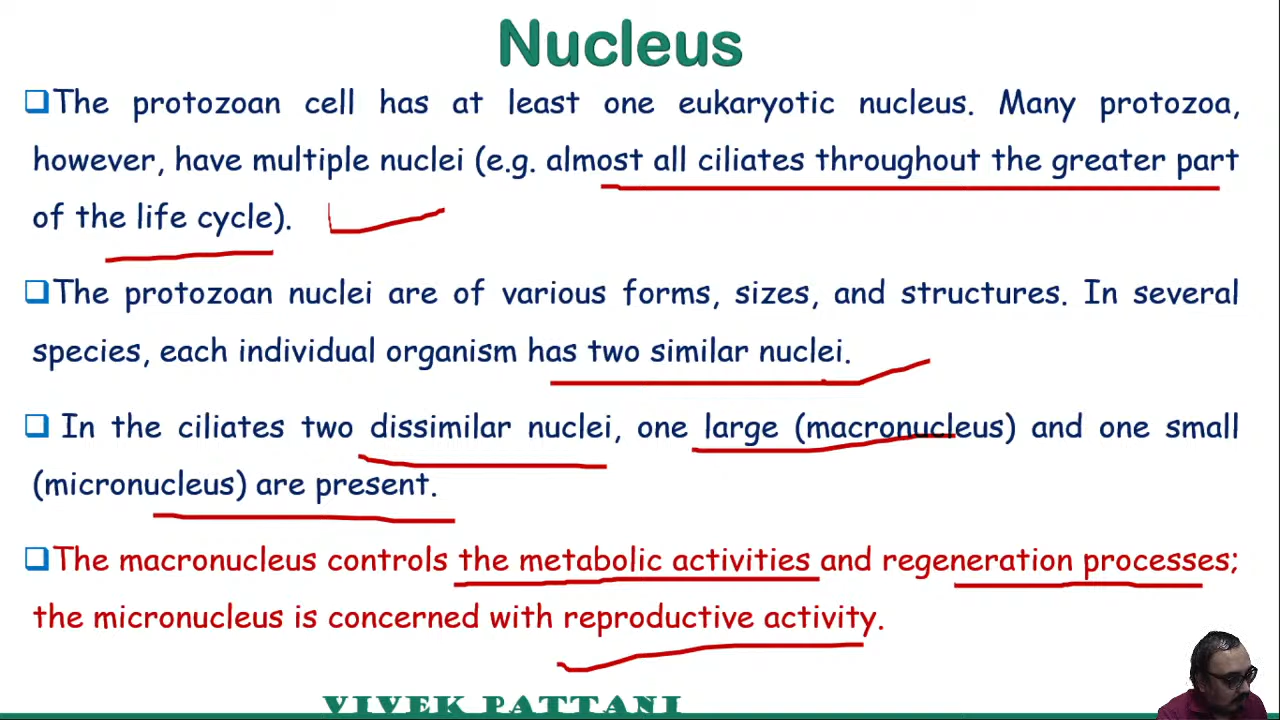 Nucleus
The protozoan cell has at least one eukaryotic nucleus. Many protozoa,
however, have multiple nuclei (e.g. almost all ciliates throughout the greater part
of the life cycle).
The protozoan nuclei are of various forms, sizes, and structures. In several
species, each individual organism has two similar nuclei.
In the ciliates two dissimilar nuclei, one large (macronucleus) and one small
(micronucleus) are present.
The macronucleus controls the metabolic activities and regeneration processes;
the micronucleus is concerned with reproductive activity.
VIVEK PATTANI